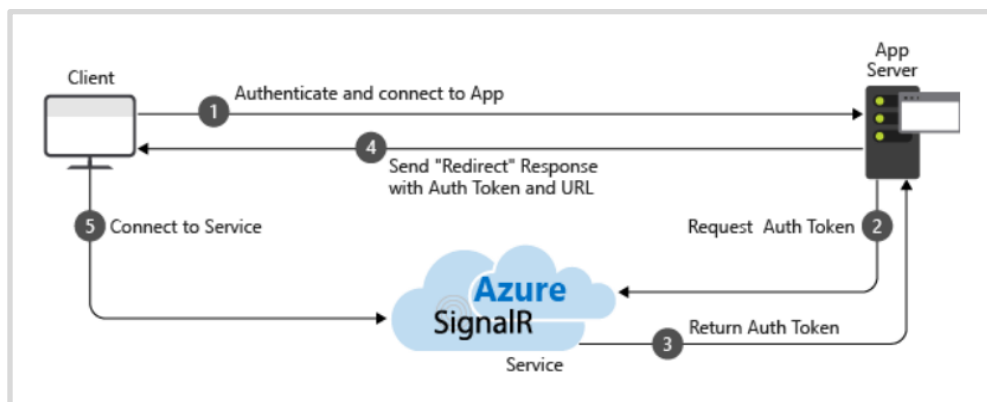 Client
App
Server
1
Authenticate and connect to App
4
Send "Redirect" Response
with Auth Token and URL
5
Connect to Service
Request Auth Token
2
Azure
SignalR
Service
3
Return Auth Token